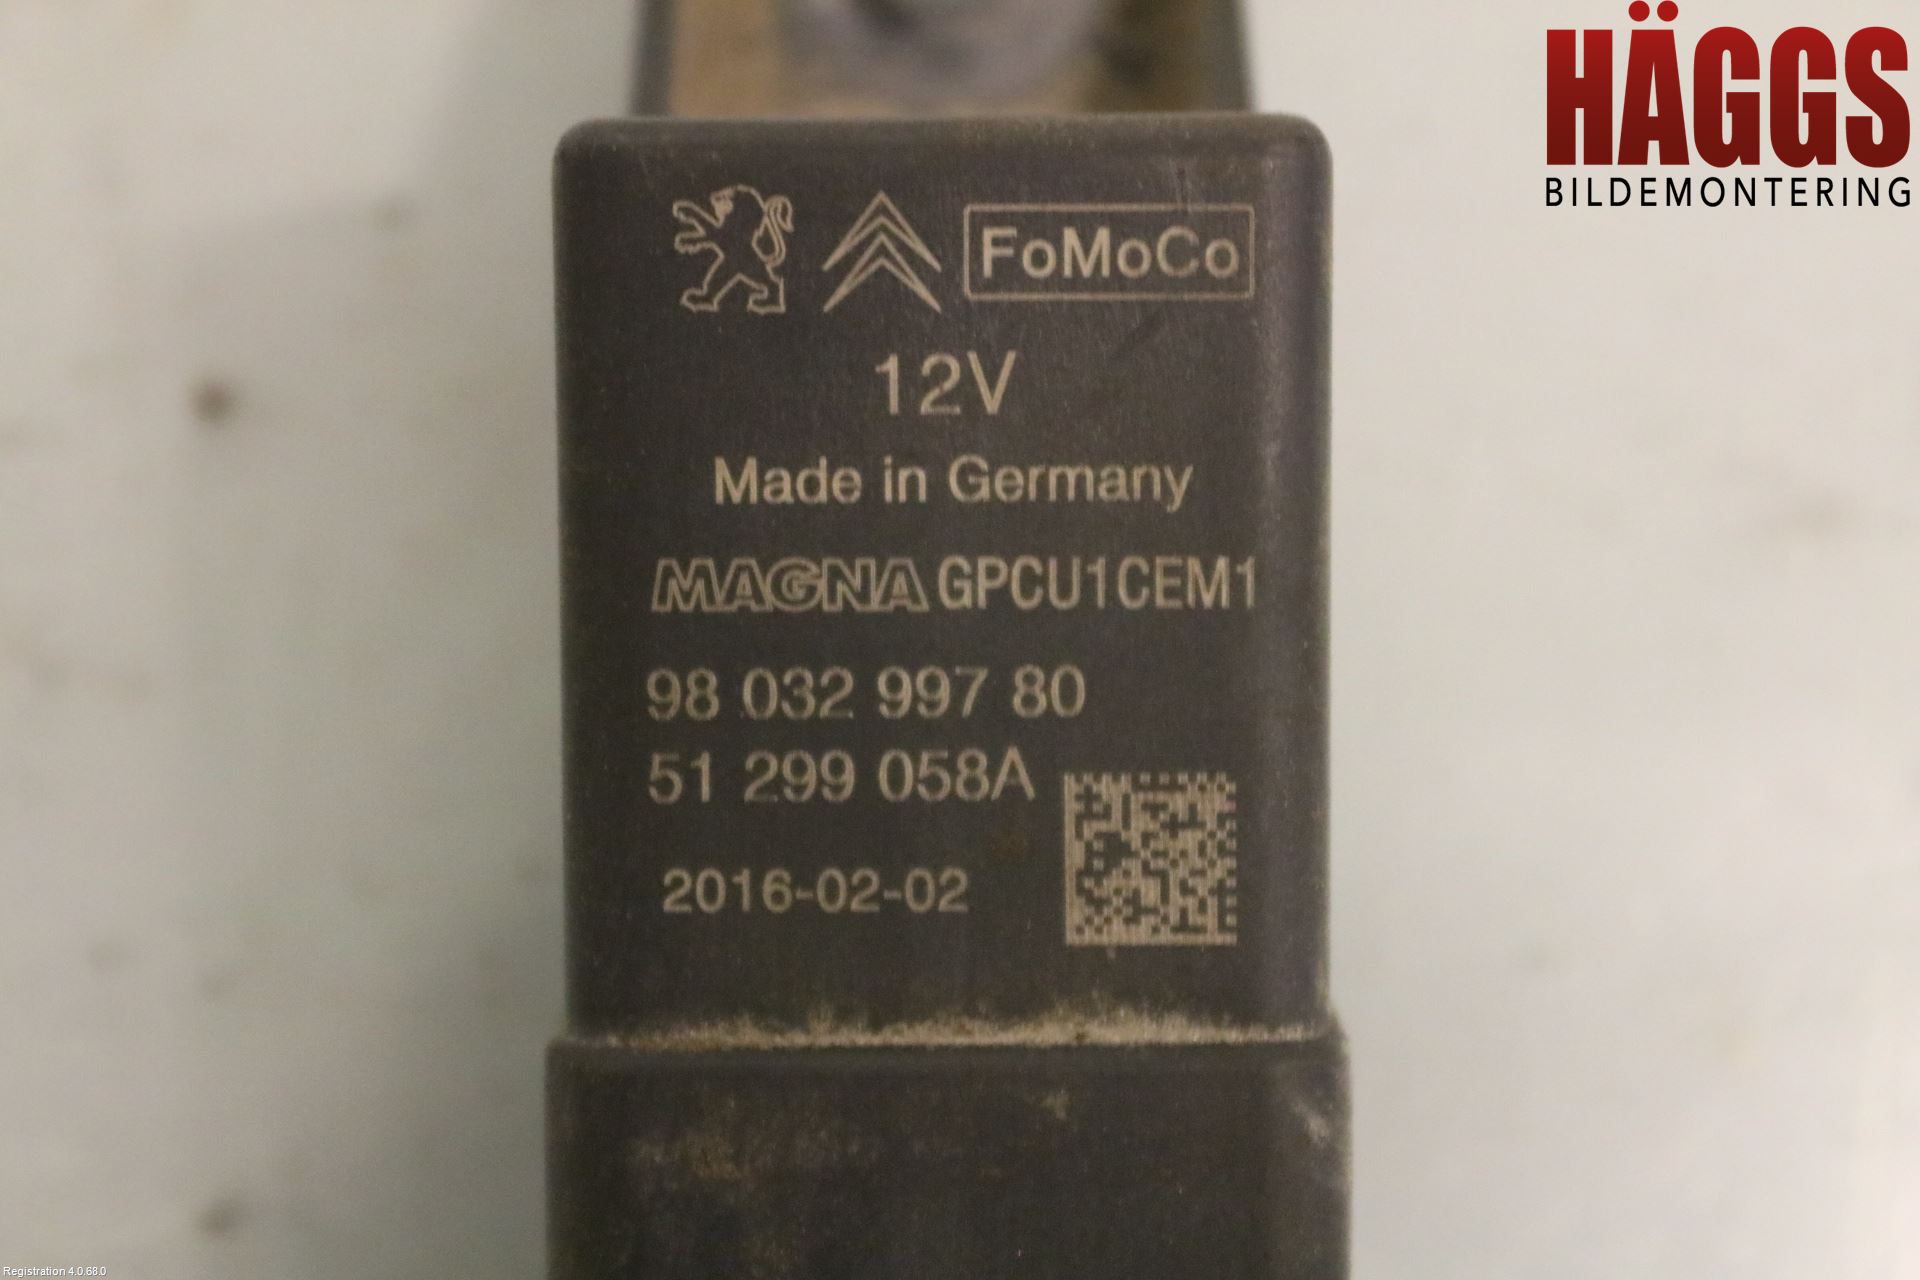 HÄGGS
BILDEMONTERING
FoMoCo
12V
Made in Germany
MAGNA GPCU1CEM1
98 032 997 80
51 299 058A
2016-02-02
Registration 4.0.68.0